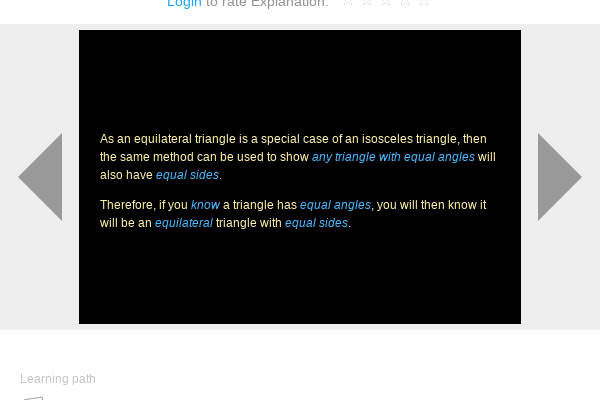 Login to rate Explanation:
As an equilateral triangle is a special case of an isosceles triangle, then
the same method can be used to show any triangle with equal angles will
also have equal sides.
Therefore, if you know a triangle has equal angles, you will then know it
will be an equilateral triangle with equal sides.
Learning path